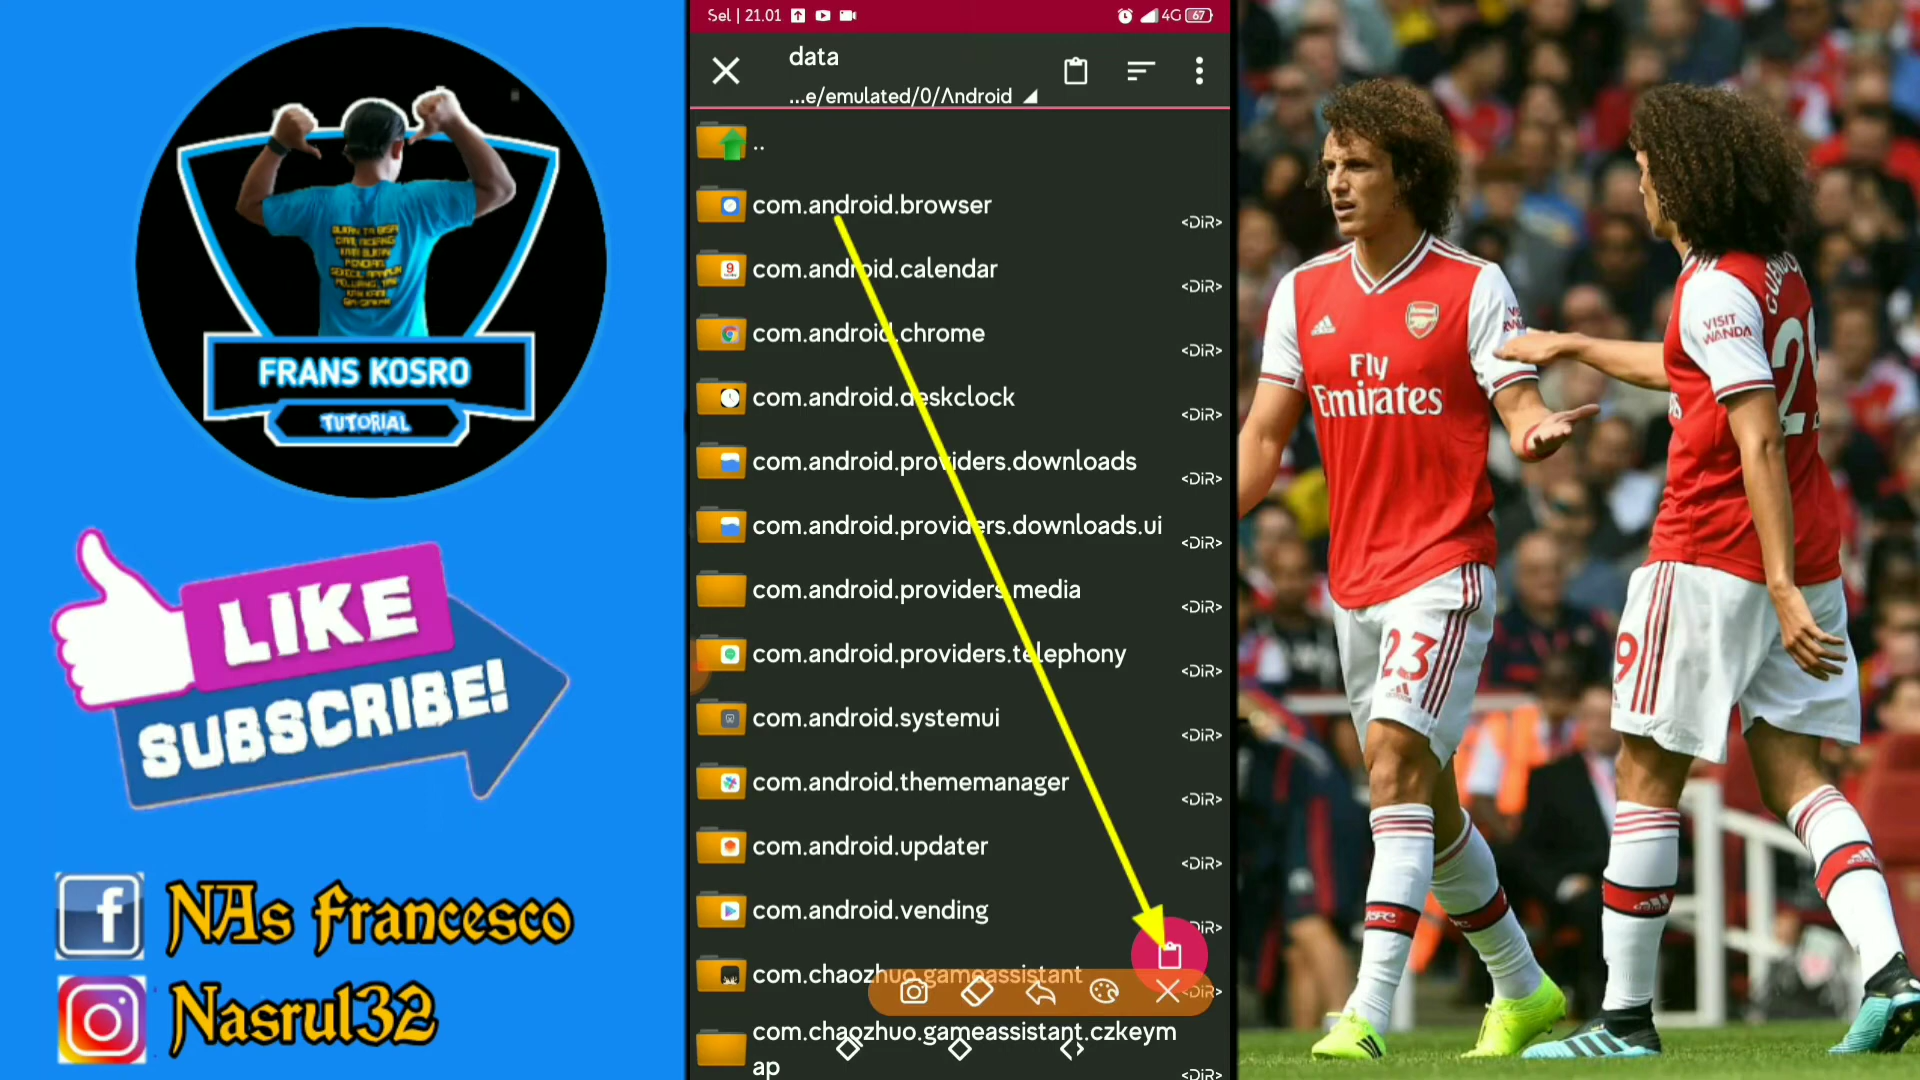 FRANS KOSRO
TUTORIAL
LIKE
SUBSCRIBE!
f NAs Francesco
Nasrul32
Sel | 21.01
4G 67
data
...e/emulated/0/Android
..
com.android.browser
<DiR>
com.android.calendar
<DiR>
com.android.chrome
<DiR>
com.android.deskclock
<DiR>
com.android.providers.downloads
<DiR>
com.android.providers.downloads.ui
<DiR>
com.android.providers.media
<DiR>
com.android.providers.telephony
<DiR>
com.android.systemui
<DiR>
com.android.thememanager
<DiR>
com.android.updater
<DiR>
com.android.vending
DiR>
com.chaozhuo.gameassistant
<DiR>
com.chaozhuo.gameassistant.czkeym
ap
<DiR>
Fly
Emirates
23
VISIT
WANDA
9